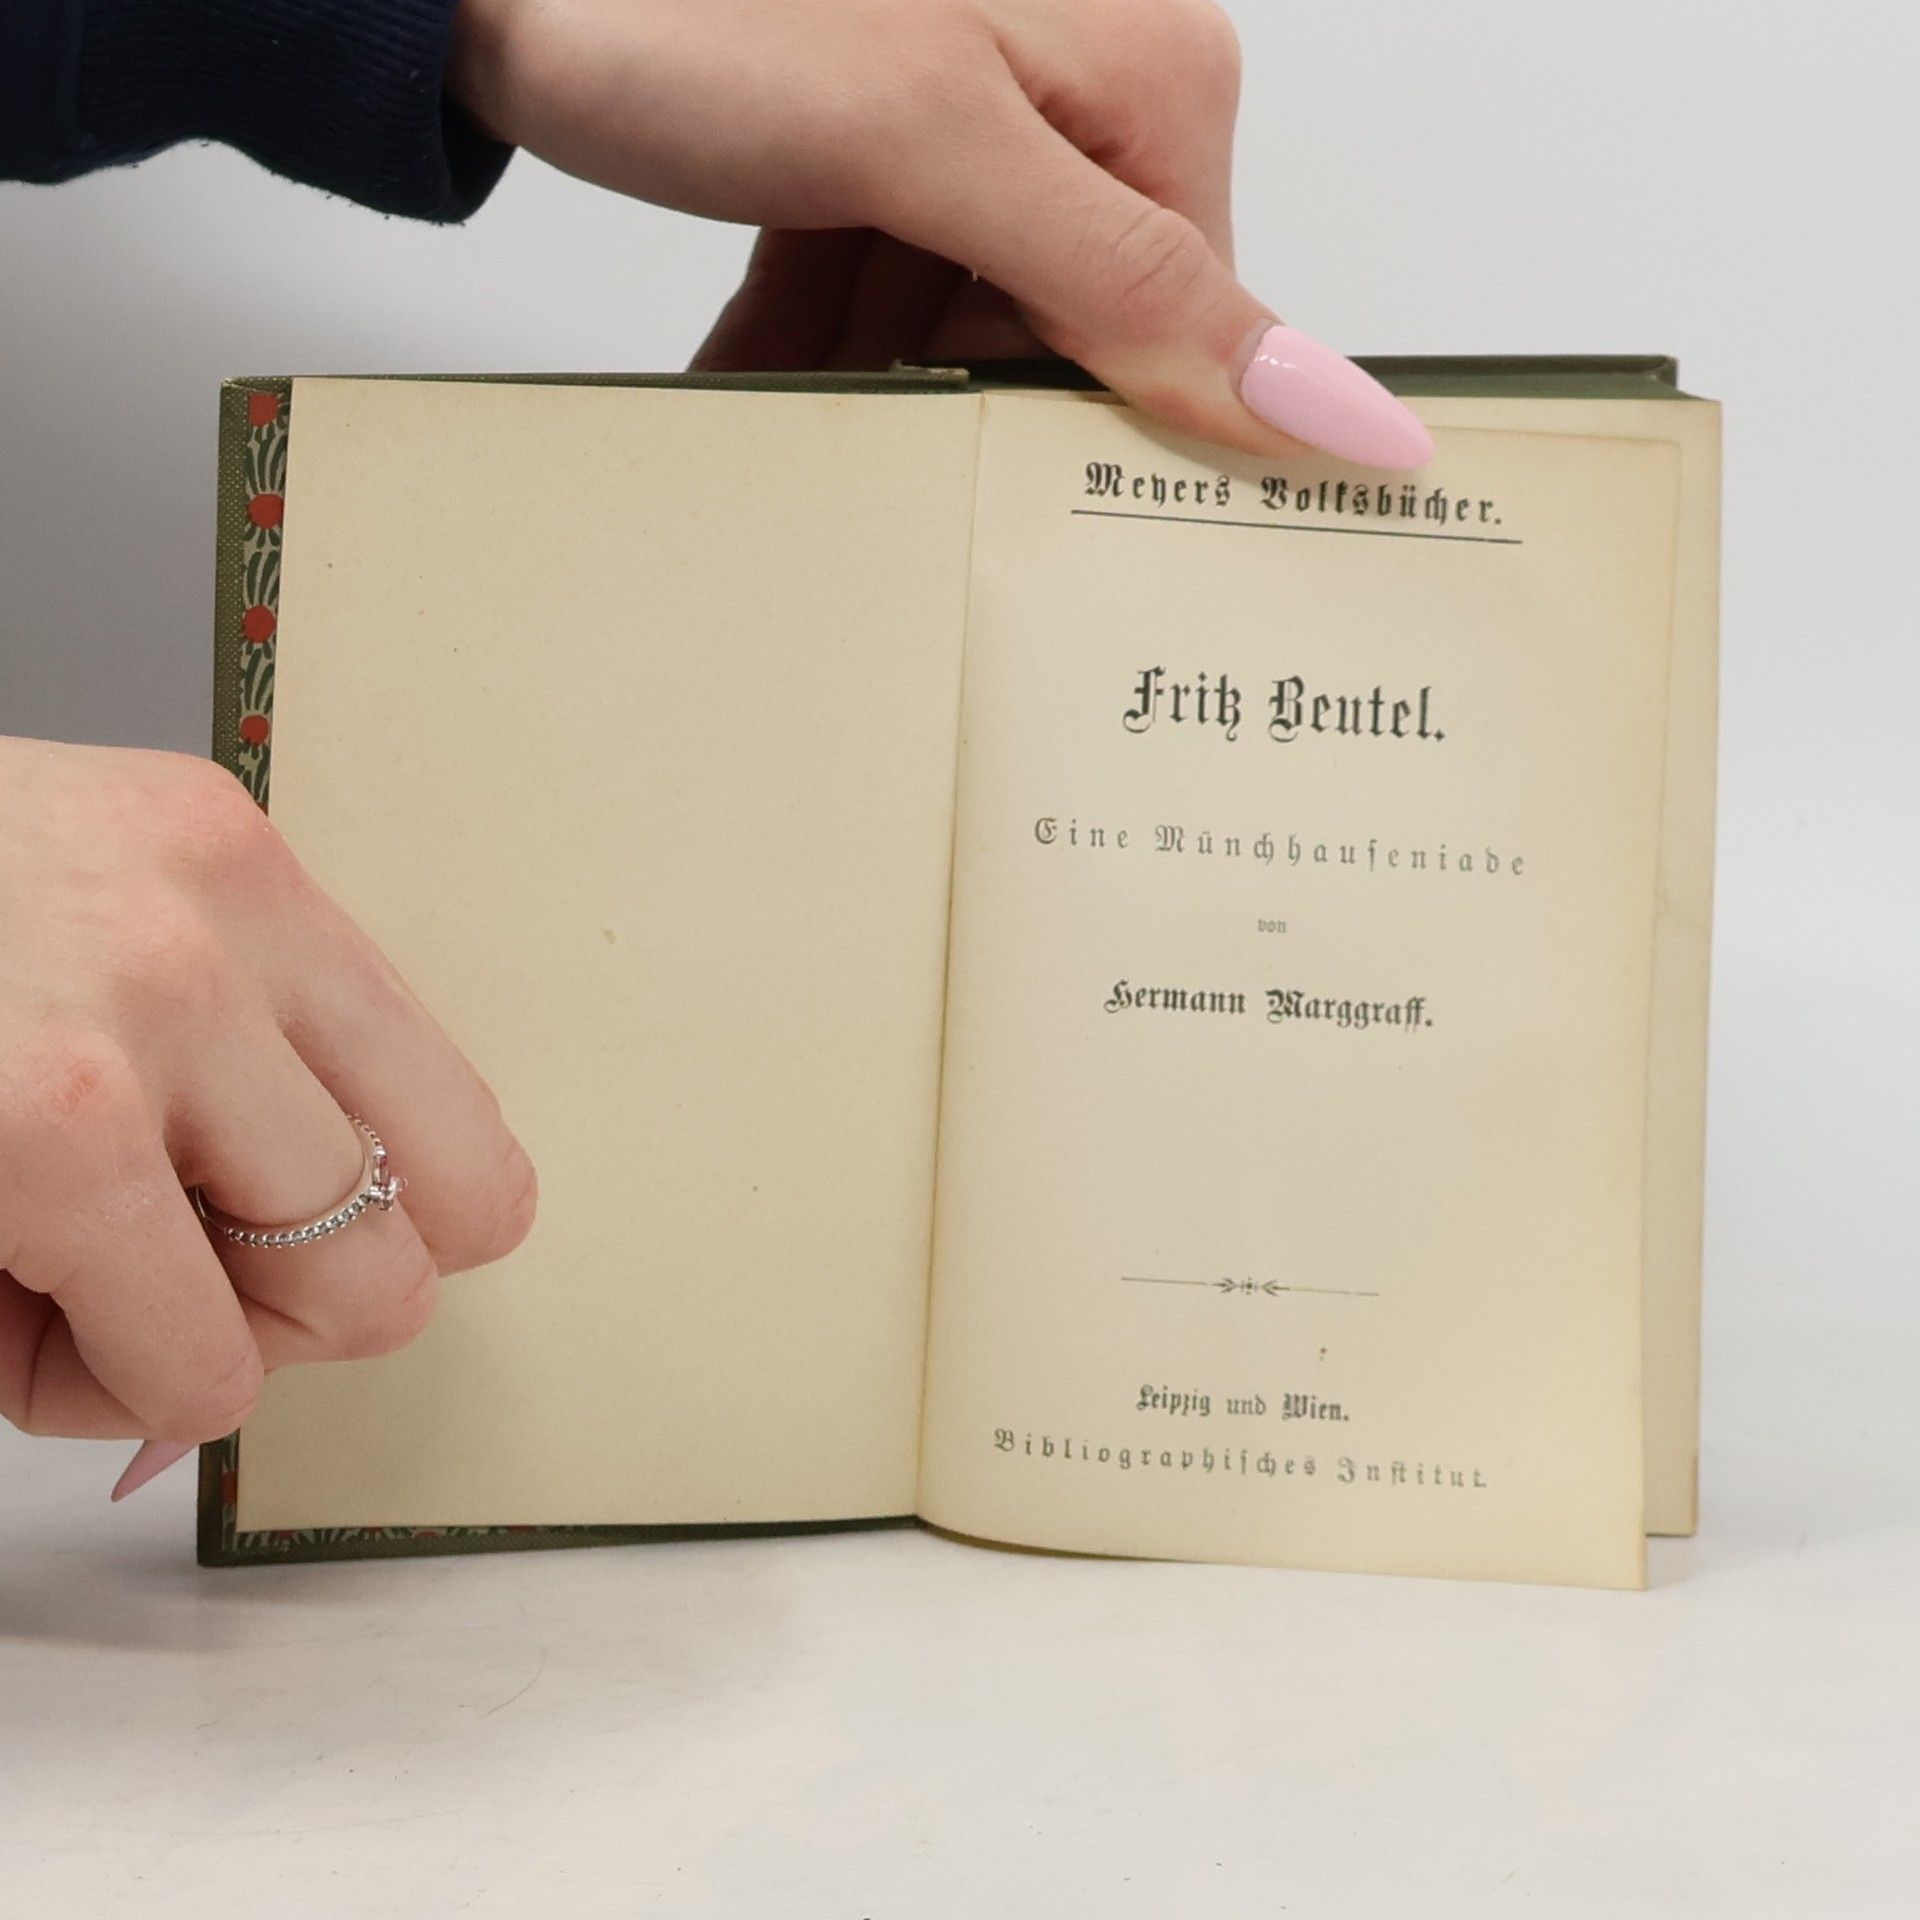 Meyers Volksbücher.
Fritz Beutel.
Eine Münchhauseniade
von
Hermann Marggraff.
Leipzig und Wien.
Bibliographisches Institut.